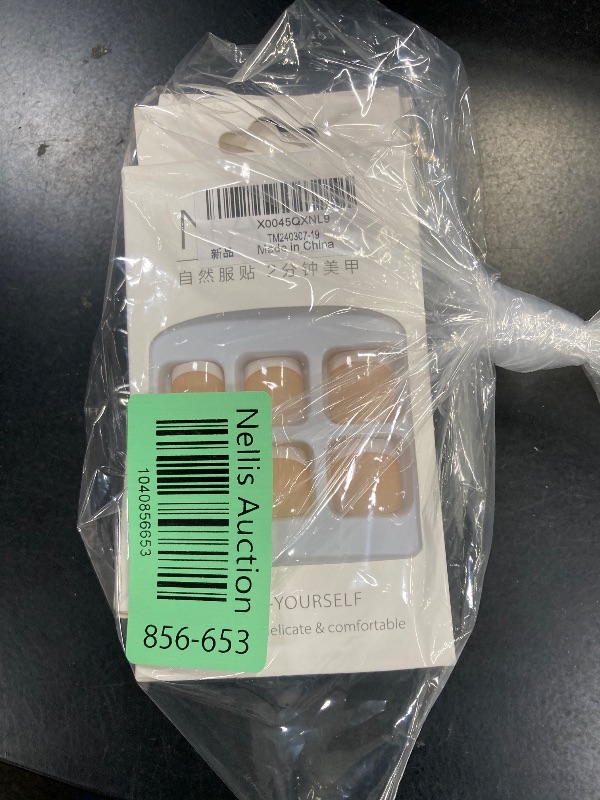 N
X0045QXNL9
TM240307-19
新品 Made in China
自然服贴 2分钟美甲
-YOURSELF
elicate & comfortable
Nellis Auction
1040856653
856-653